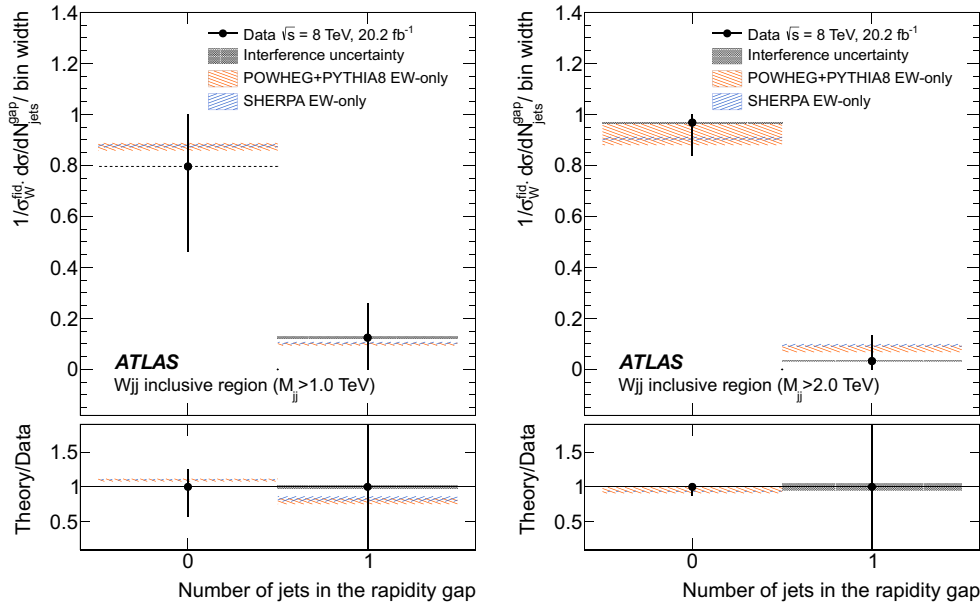 1/σ_W^fid. dσ/dN_jets^gap/ bin width
1.4
1.2
1
0.8
0.6
0.4
0.2
0
Data √s = 8 TeV, 20.2 fb⁻¹
Interference uncertainty
POWHEG+PYTHIA8 EW-only
SHERPA EW-only
ATLAS
Wjj inclusive region (M_jj>1.0 TeV)
Theory/Data
1.5
1
0.5
0 1
Number of jets in the rapidity gap
1/σ_W^fid. dσ/dN_jets^gap/ bin width
1.4
1.2
1
0.8
0.6
0.4
0.2
0
Data √s = 8 TeV, 20.2 fb⁻¹
Interference uncertainty
POWHEG+PYTHIA8 EW-only
SHERPA EW-only
ATLAS
Wjj inclusive region (M_jj>2.0 TeV)
Theory/Data
1.5
1
0.5
0 1
Number of jets in the rapidity gap